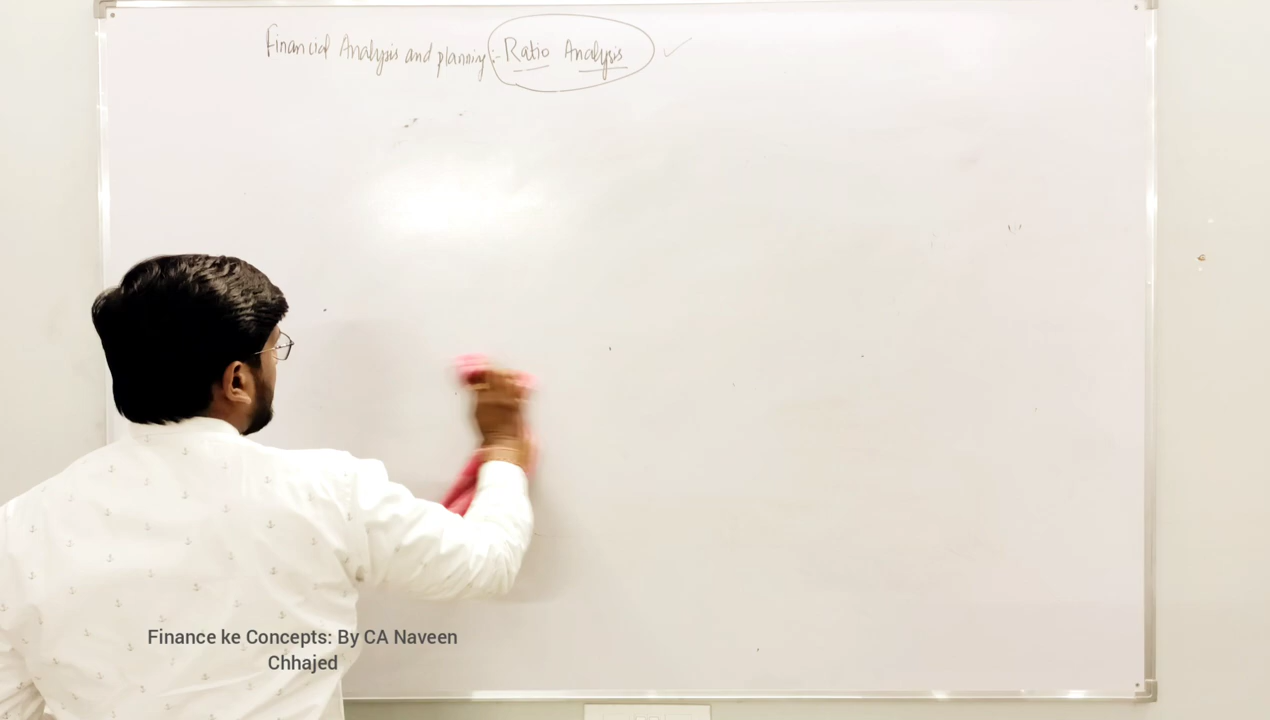 Financial Analysis and planning:- Ratio Analysis ✓
Finance ke Concepts: By CA Naveen
Chhajed